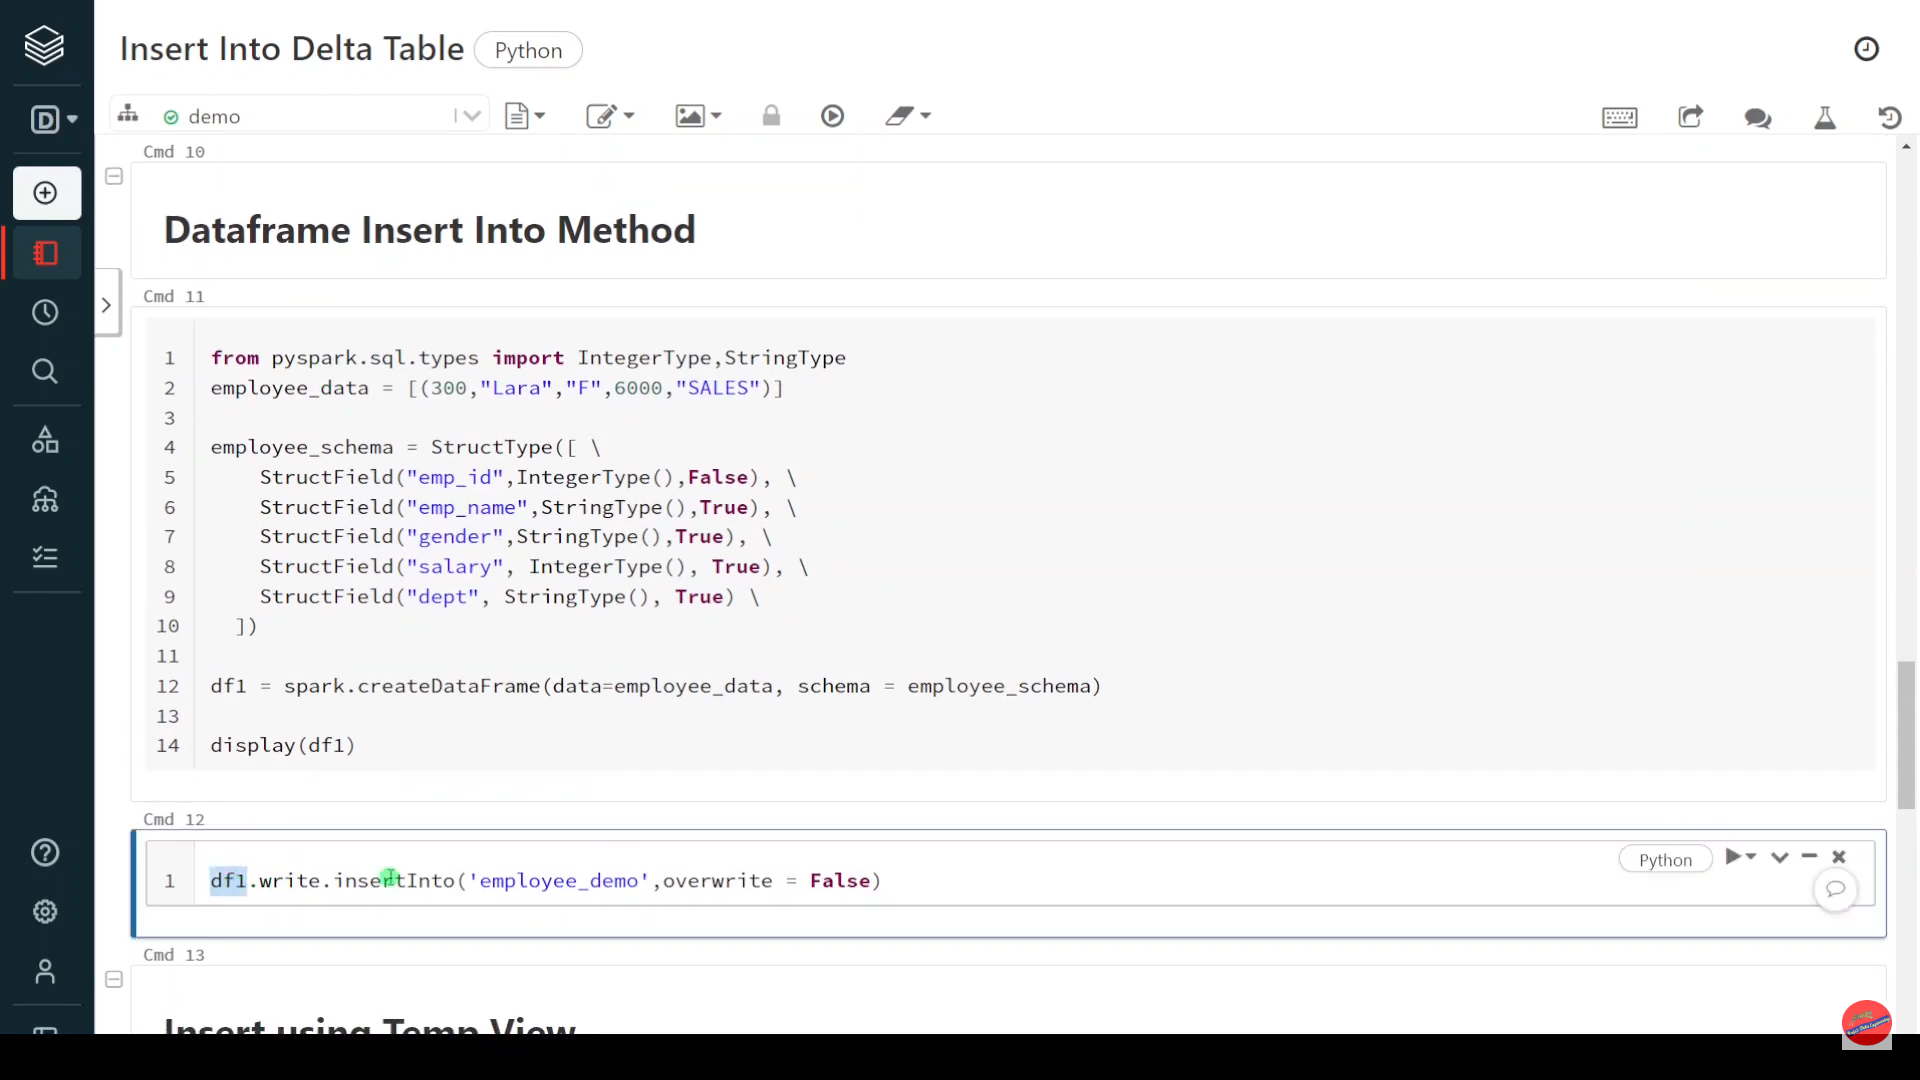 Insert Into Delta Table Python
D
demo
Cmd 10
Dataframe Insert Into Method
Cmd 11
1 from pyspark.sql.types import IntegerType,StringType
2 employee_data = [(300,"Lara","F",6000,"SALES")]
3
4 employee_schema = StructType([ \
5 StructField("emp_id",IntegerType(),False), \
6 StructField("emp_name",StringType(),True), \
7 StructField("gender",StringType(),True), \
8 StructField("salary", IntegerType(), True), \
9 StructField("dept", StringType(), True) \
10 ])
11
12 df1 = spark.createDataFrame(data=employee_data, schema = employee_schema)
13
14 display(df1)
Cmd 12
Python
1 df1.write.insertInto('employee_demo',overwrite = False)
Cmd 13
Insert using Temp View